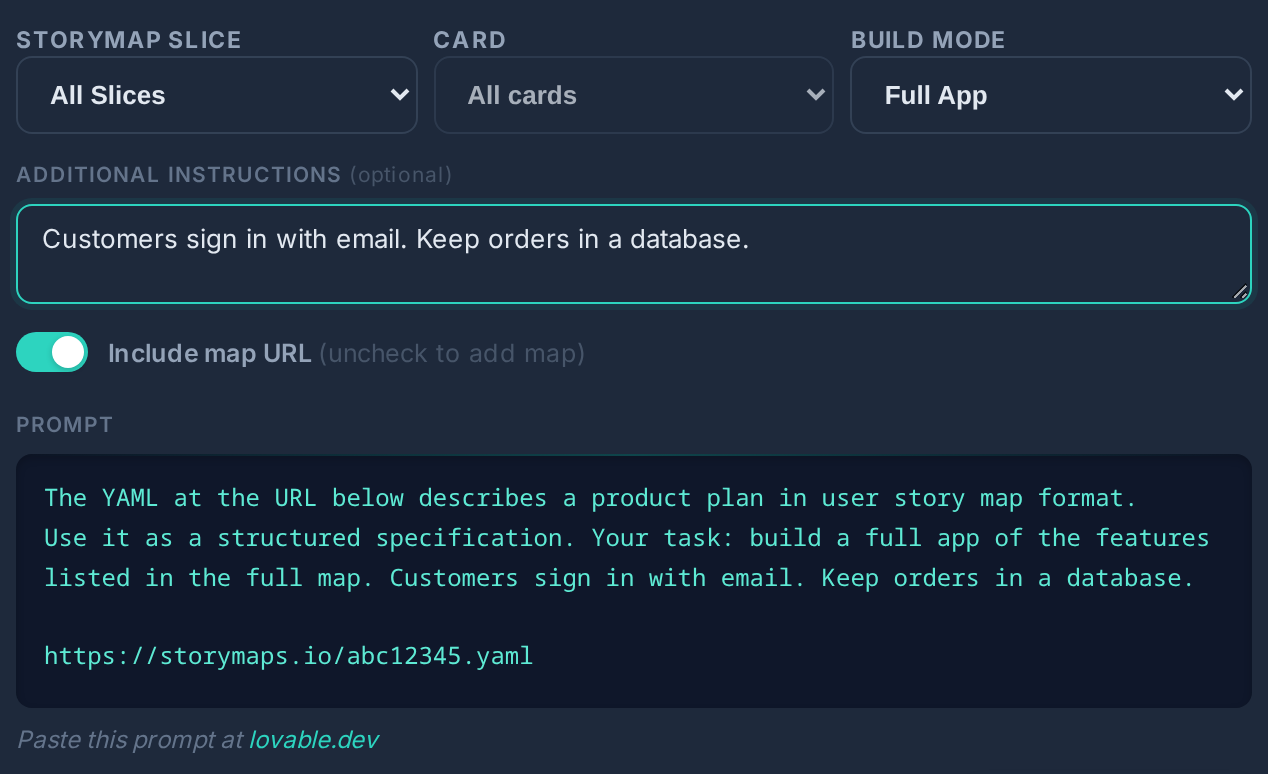 STORYMAP SLICE
CARD
BUILD MODE
All Slices
All cards
Full App
ADDITIONAL INSTRUCTIONS (optional)
Customers sign in with email. Keep orders in a database.
Include map URL (uncheck to add map)
PROMPT
The YAML at the URL below describes a product plan in user story map format.
Use it as a structured specification. Your task: build a full app of the features
listed in the full map. Customers sign in with email. Keep orders in a database.
https://storymaps.io/abc12345.yaml
Paste this prompt at lovable.dev